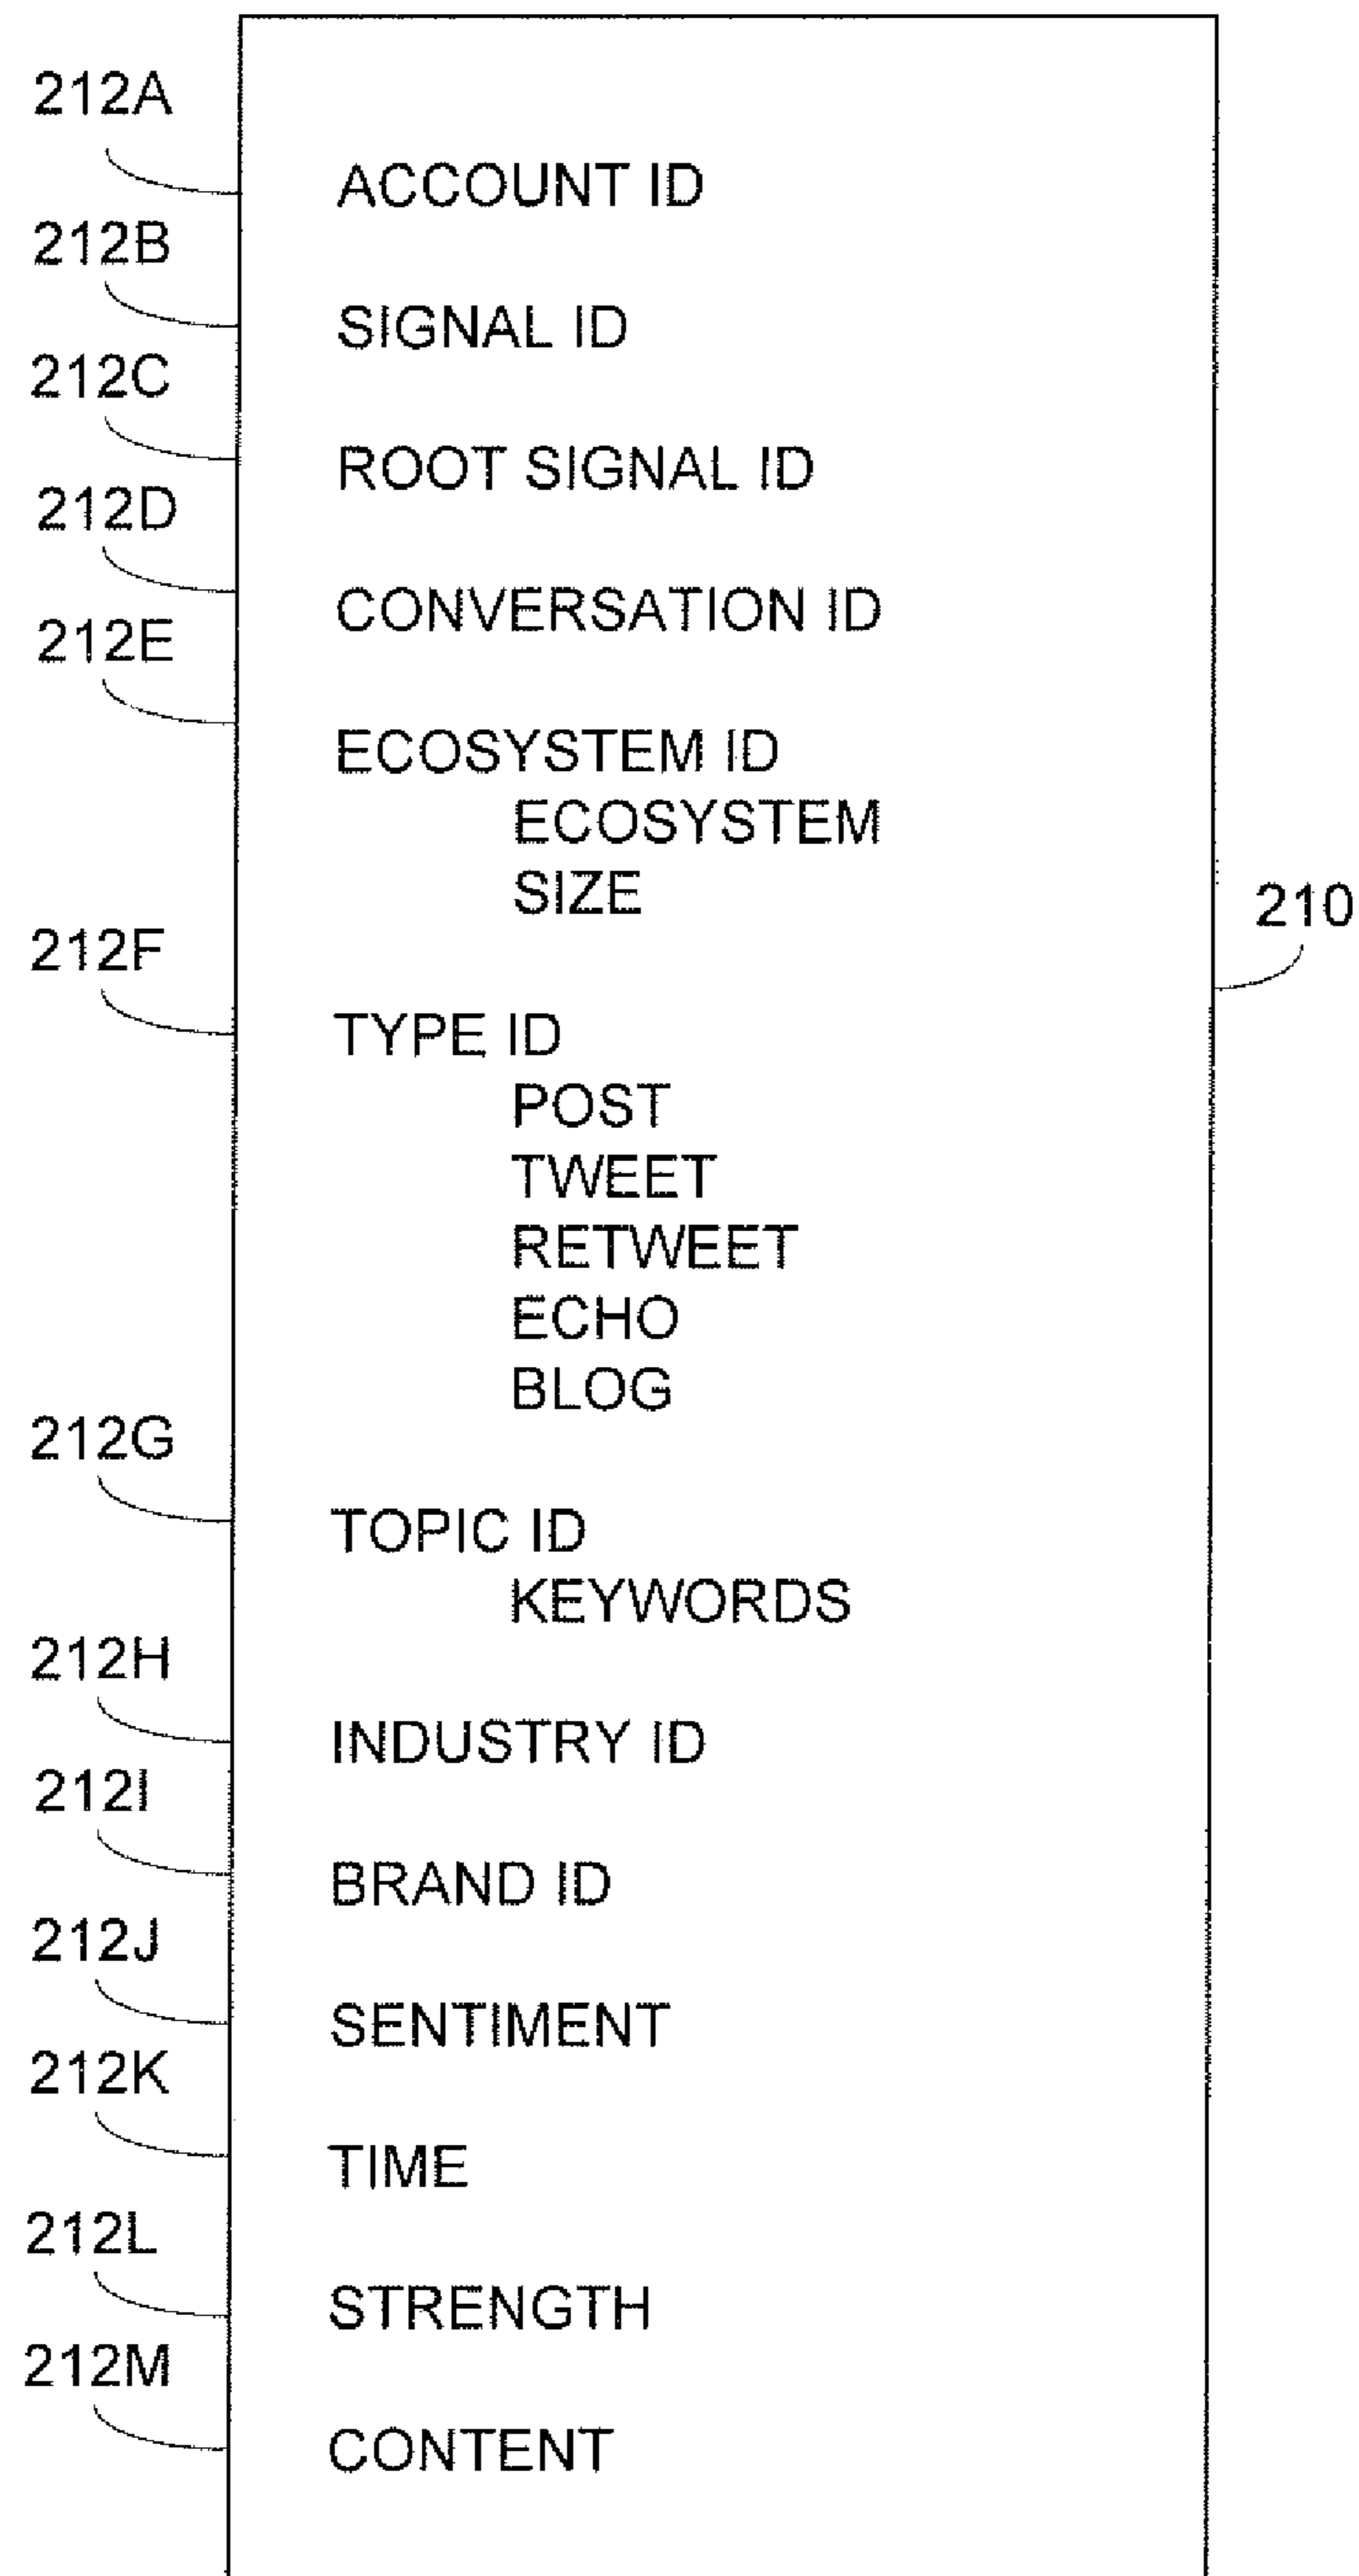 212A
ACCOUNT ID
212B
SIGNAL ID
212C
ROOT SIGNAL ID
212D
CONVERSATION ID
212E
ECOSYSTEM ID
ECOSYSTEM
SIZE
210
212F
TYPE ID
POST
TWEET
RETWEET
ECHO
BLOG
212G
TOPIC ID
KEYWORDS
212H
INDUSTRY ID
212I
BRAND ID
212J
SENTIMENT
212K
TIME
212L
STRENGTH
212M
CONTENT